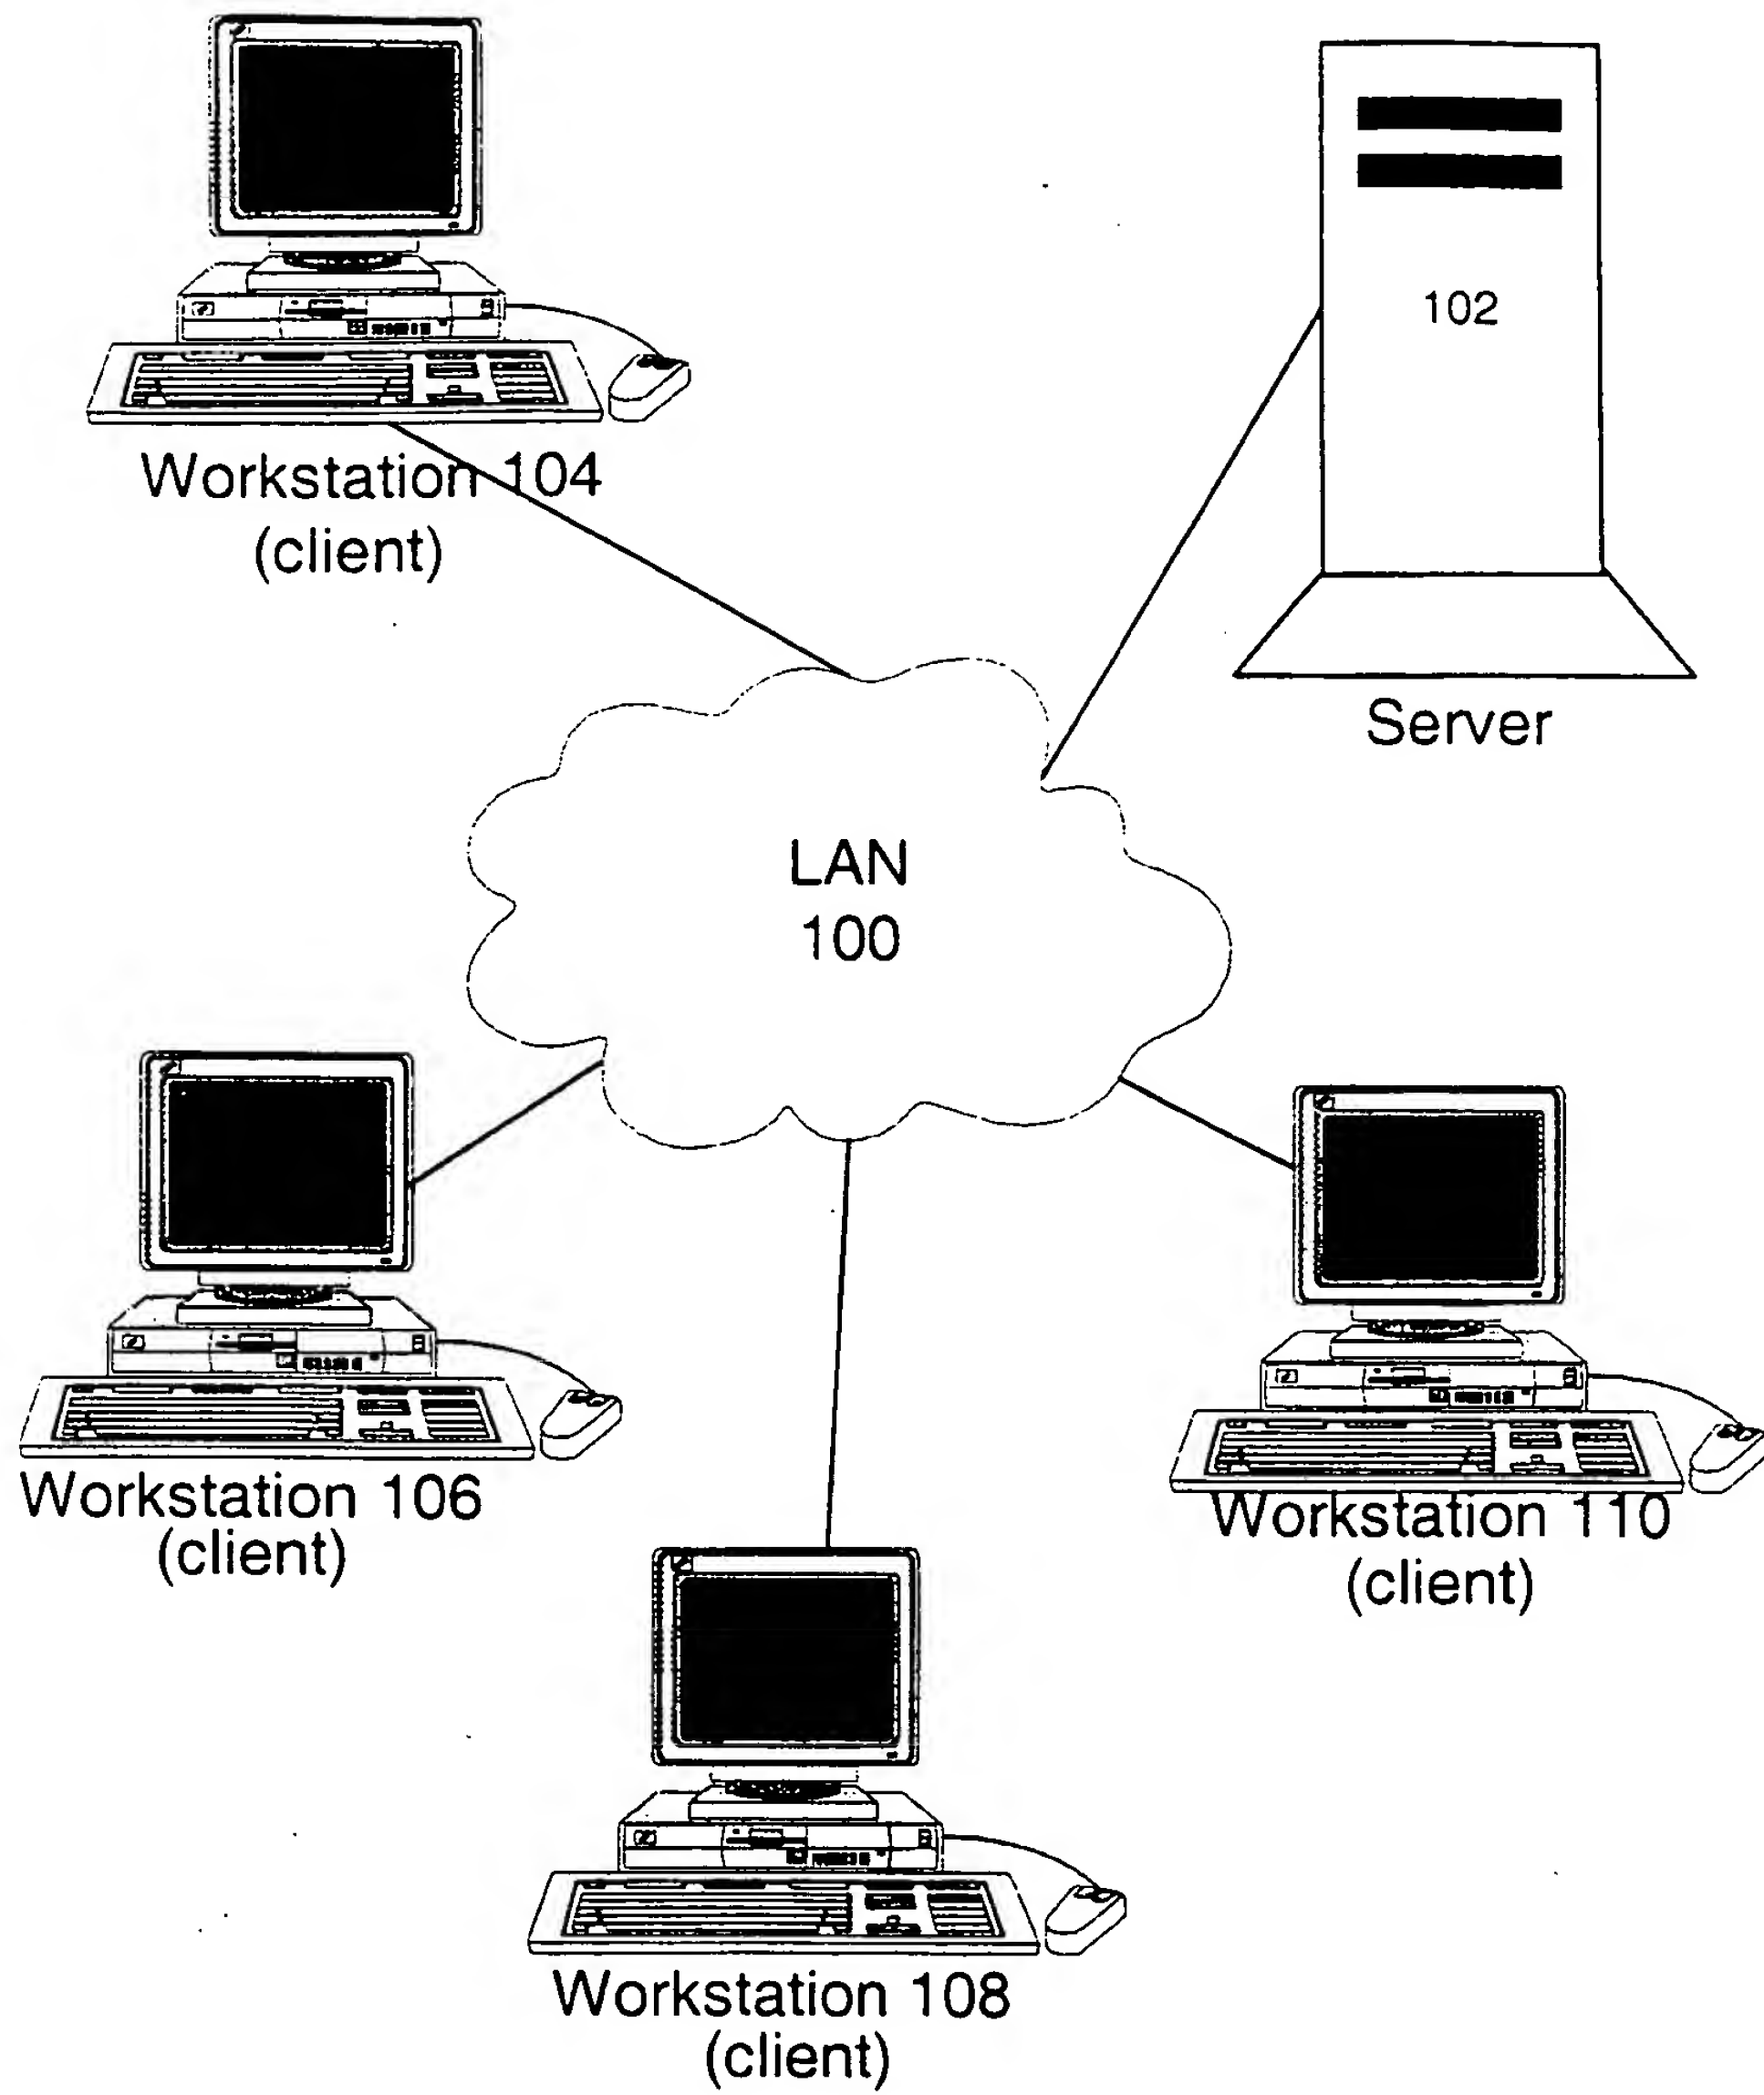 102
Workstation 104
(client)
Server
LAN
100
Workstation 106
(client)
Workstation 110
(client)
Workstation 108
(client)